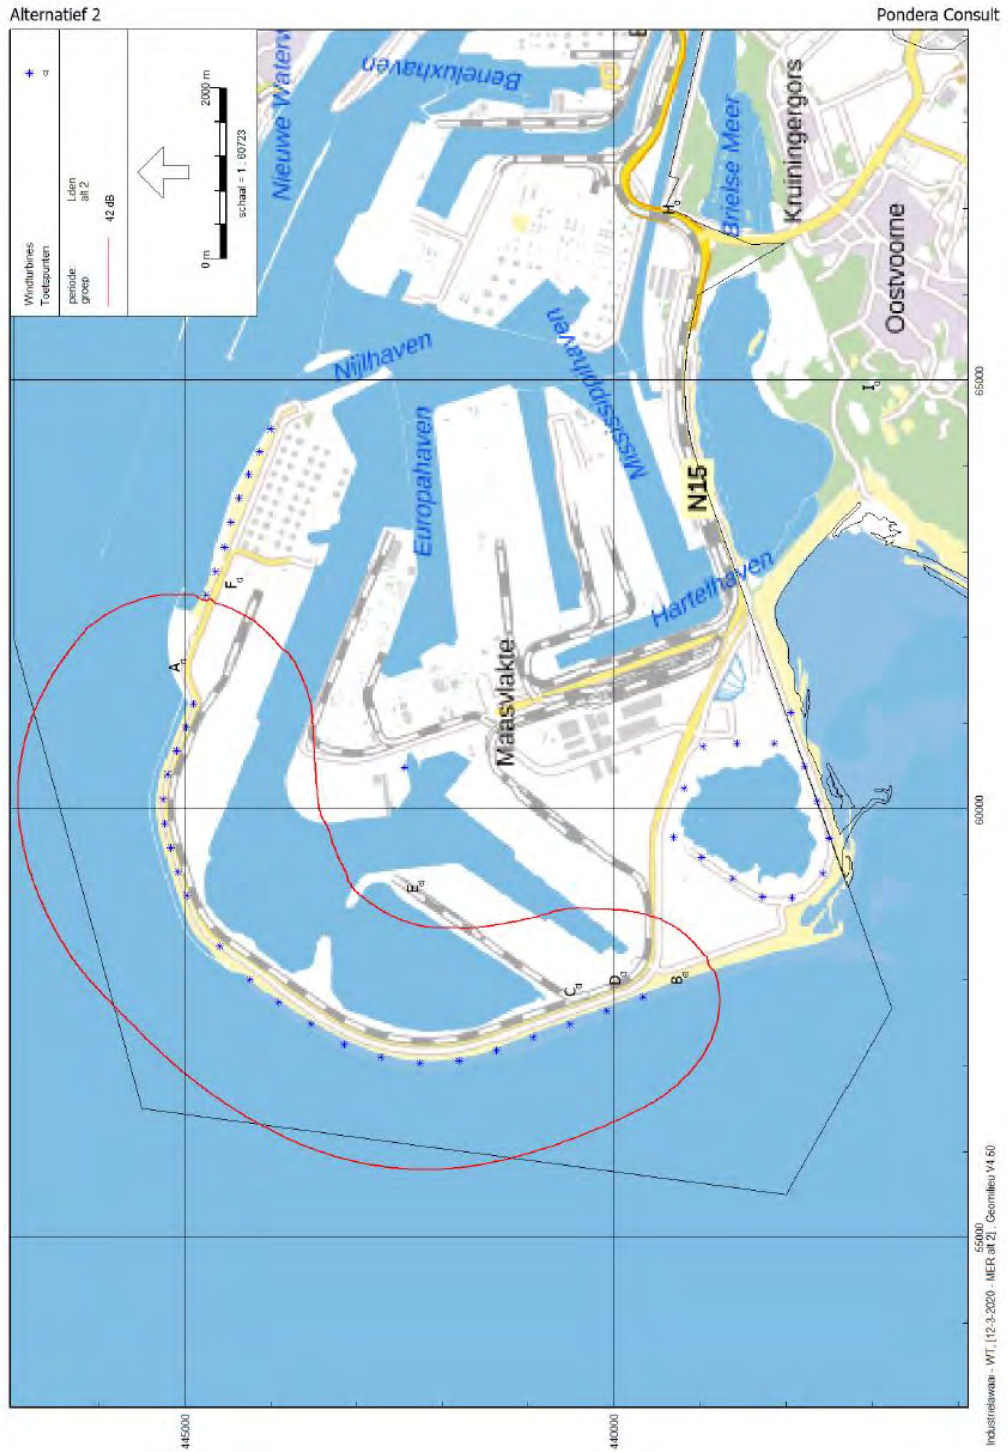 Alternatief 2
Pondera Consult
Windturbines
Toetspunten
periode:
Lden
groep:
alt 2
42 dB
0 m
2000 m
schaal = 1 : 60723
Nieuwe Waterw
Beneluxhaven
Brielse Meer
Kruiningergors
Oostvoorne
Nijlhaven
Europahaven
Mississippihaven
N15
Hartelhaven
Maasvlakte
A
B
C
D
E
F
H
I
65000
60000
55000
445000
440000
Industrielawaai - WT, [12-3-2020 - MER alt 2] , Geomilieu V4.60